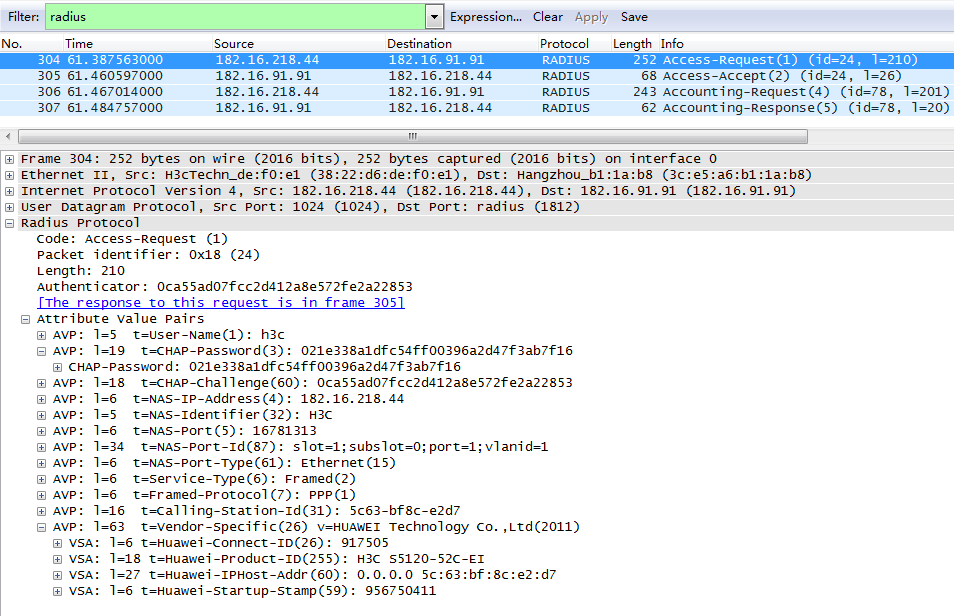 Filter: radius Expression... Clear Apply Save
No. Time Source Destination Protocol Length Info
304 61.387563000 182.16.218.44 182.16.91.91 RADIUS 252 Access-Request(1) (id=24, l=210)
305 61.460597000 182.16.91.91 182.16.218.44 RADIUS 68 Access-Accept(2) (id=24, l=26)
306 61.467014000 182.16.218.44 182.16.91.91 RADIUS 243 Accounting-Request(4) (id=78, l=201)
307 61.484757000 182.16.91.91 182.16.218.44 RADIUS 62 Accounting-Response(5) (id=78, l=20)
Frame 304: 252 bytes on wire (2016 bits), 252 bytes captured (2016 bits) on interface 0
Ethernet II, Src: H3cTechn_de:f0:e1 (38:22:d6:de:f0:e1), Dst: Hangzhou_b1:1a:b8 (3c:e5:a6:b1:1a:b8)
Internet Protocol Version 4, Src: 182.16.218.44 (182.16.218.44), Dst: 182.16.91.91 (182.16.91.91)
User Datagram Protocol, Src Port: 1024 (1024), Dst Port: radius (1812)
Radius Protocol
Code: Access-Request (1)
Packet identifier: 0x18 (24)
Length: 210
Authenticator: 0ca55ad07fcc2d412a8e572fe2a22853
[The response to this request is in frame 305]
Attribute Value Pairs
AVP: l=5 t=User-Name(1): h3c
AVP: l=19 t=CHAP-Password(3): 021e338a1dfc54ff00396a2d47f3ab7f16
CHAP-Password: 021e338a1dfc54ff00396a2d47f3ab7f16
AVP: l=18 t=CHAP-Challenge(60): 0ca55ad07fcc2d412a8e572fe2a22853
AVP: l=6 t=NAS-IP-Address(4): 182.16.218.44
AVP: l=5 t=NAS-Identifier(32): H3C
AVP: l=6 t=NAS-Port(5): 16781313
AVP: l=34 t=NAS-Port-Id(87): slot=1;subslot=0;port=1;vlanid=1
AVP: l=6 t=NAS-Port-Type(61): Ethernet(15)
AVP: l=6 t=Service-Type(6): Framed(2)
AVP: l=6 t=Framed-Protocol(7): PPP(1)
AVP: l=16 t=Calling-Station-Id(31): 5c63-bf8c-e2d7
AVP: l=63 t=Vendor-Specific(26) v=HUAWEI Technology Co.,Ltd(2011)
VSA: l=6 t=Huawei-Connect-ID(26): 917505
VSA: l=18 t=Huawei-Product-ID(255): H3C S5120-52C-EI
VSA: l=27 t=Huawei-IPHost-Addr(60): 0.0.0.0 5c:63:bf:8c:e2:d7
VSA: l=6 t=Huawei-Startup-Stamp(59): 956750411